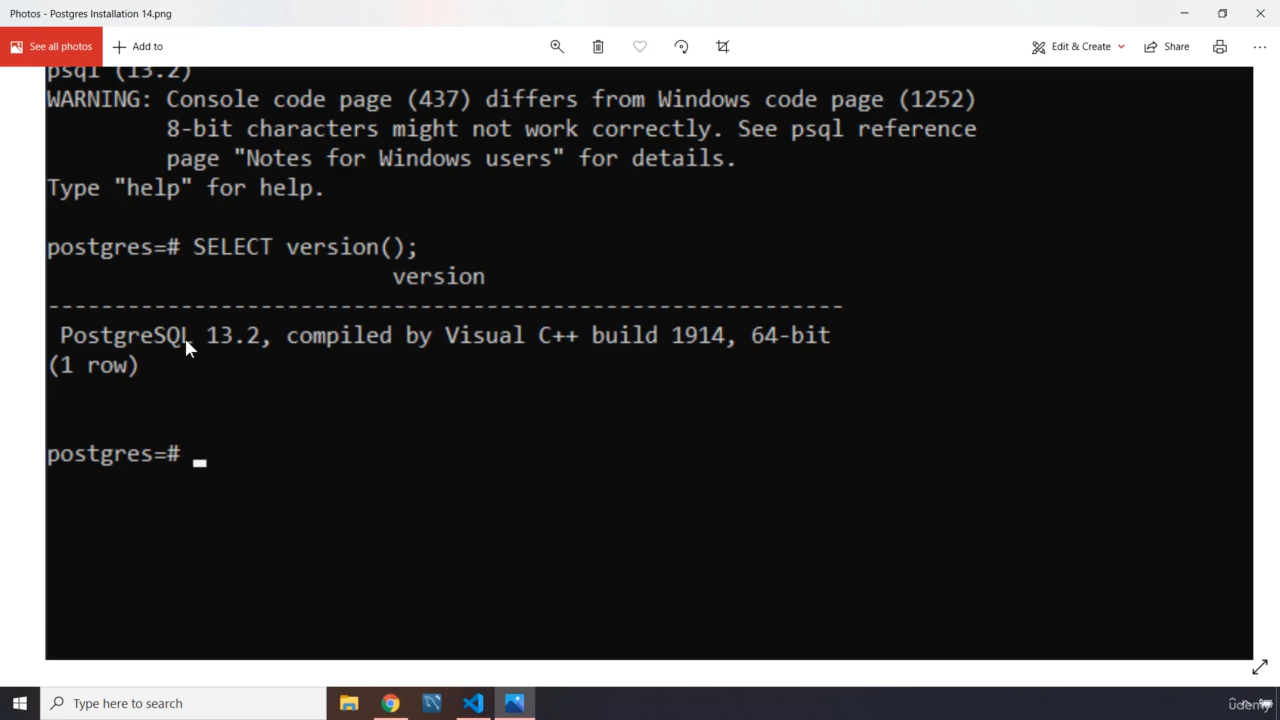 Photos - Postgres Installation 14.png
See all photos
Add to
Edit & Create
Share
psql (13.2)
WARNING: Console code page (437) differs from Windows code page (1252)
8-bit characters might not work correctly. See psql reference
page "Notes for Windows users" for details.
Type "help" for help.
postgres=# SELECT version();
version
------------------------------------------------------------
PostgreSQL 13.2, compiled by Visual C++ build 1914, 64-bit
(1 row)
postgres=#
Type here to search
udemy